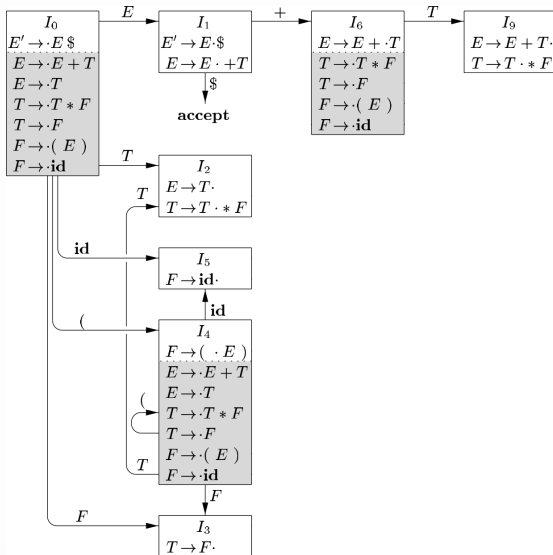 I₀
E′ → ·E $
E → ·E + T
E → ·T
T → ·T * F
T → ·F
F → ·( E )
F → ·id
E
I₁
E′ → E·$
E → E · +T
$
accept
+
I₆
E → E + ·T
T → ·T * F
T → ·F
F → ·( E )
F → ·id
T
I₉
E → E + T·
T → T · * F
T
I₂
E → T·
T → T · * F
T
id
I₅
F → id·
id
(
I₄
F → ( · E )
E → ·E + T
E → ·T
T → ·T * F
T → ·F
F → ·( E )
F → ·id
(
T
F
F
I₃
T → F·